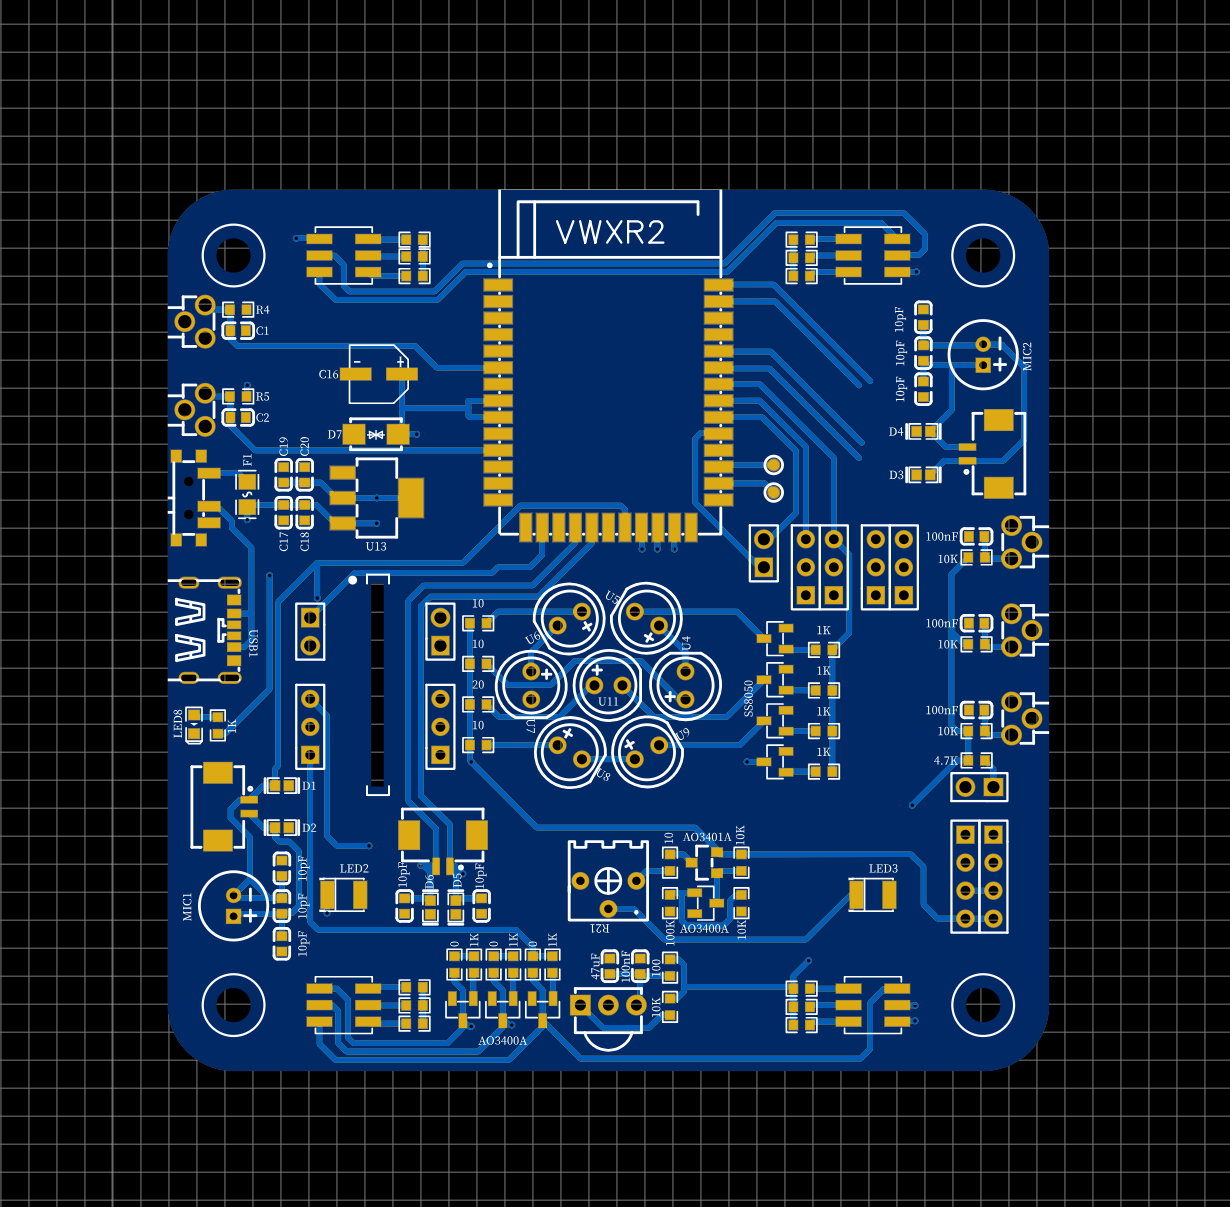 VWXR2
R4
C1
10pF
MIC2
10pF
C16
10pF
R5
C2
D7
D4
C19
C20
F1
D3
C17
C18
U13
100nF
10K
10
U6
U5
1K
100nF
10K
USB1
10
U4
1K
20
U11
SS8050
LED8
1K
10
U7
U9
1K
100nF
10K
U8
1K
4.7K
D1
D2
10
AO3401A
10K
10pF
LED2
10pF
D6
D5
10pF
LED3
MIC1
10pF
R21
100K
AO3400A
10K
10pF
0
1K
0
1K
0
1K
47uF
100nF
100
10K
AO3400A